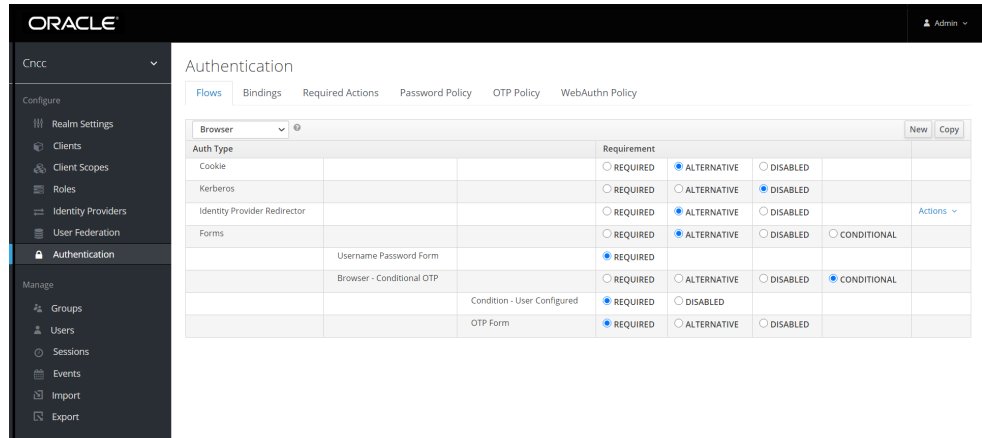 ORACLE
Admin
Cncc
Configure
Realm Settings
Clients
Client Scopes
Roles
Identity Providers
User Federation
Authentication
Manage
Groups
Users
Sessions
Events
Import
Export
Authentication
Flows Bindings Required Actions Password Policy OTP Policy WebAuthn Policy
Browser New Copy
Auth Type Requirement
Cookie REQUIRED ALTERNATIVE DISABLED
Kerberos REQUIRED ALTERNATIVE DISABLED
Identity Provider Redirector REQUIRED ALTERNATIVE DISABLED Actions
Forms REQUIRED ALTERNATIVE DISABLED CONDITIONAL
Username Password Form REQUIRED
Browser - Conditional OTP REQUIRED ALTERNATIVE DISABLED CONDITIONAL
Condition - User Configured REQUIRED DISABLED
OTP Form REQUIRED ALTERNATIVE DISABLED